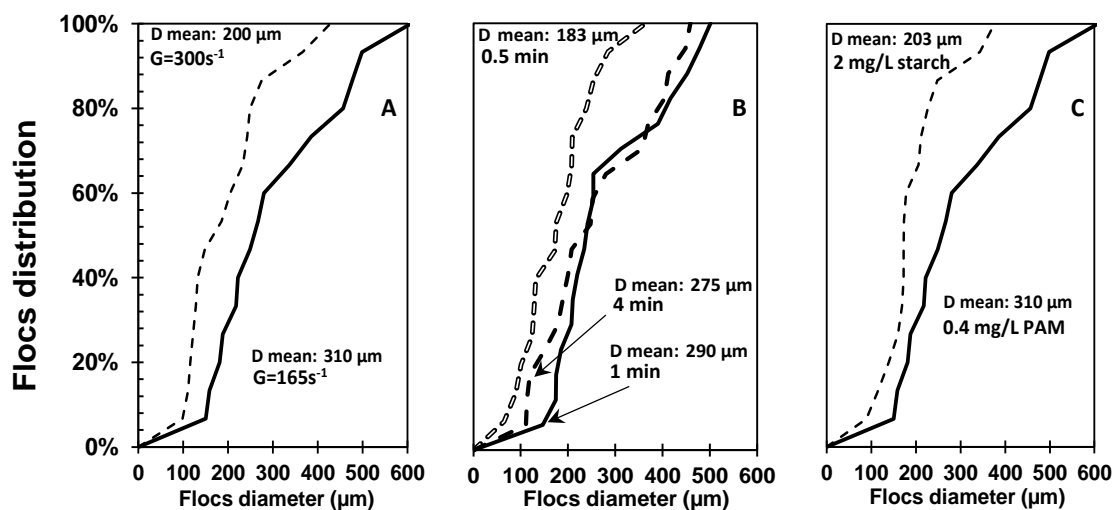 Flocs distribution
100%
80%
60%
40%
20%
0%
D mean: 200 µm
G=300s⁻¹
A
D mean: 310 µm
G=165s⁻¹
0 100 200 300 400 500 600
Flocs diameter (µm)
D mean: 183 µm
0.5 min
B
D mean: 275 µm
4 min
D mean: 290 µm
1 min
0 100 200 300 400 500 600
Flocs diameter (µm)
D mean: 203 µm
2 mg/L starch
C
D mean: 310 µm
0.4 mg/L PAM
0 100 200 300 400 500 600
Flocs diameter (µm)